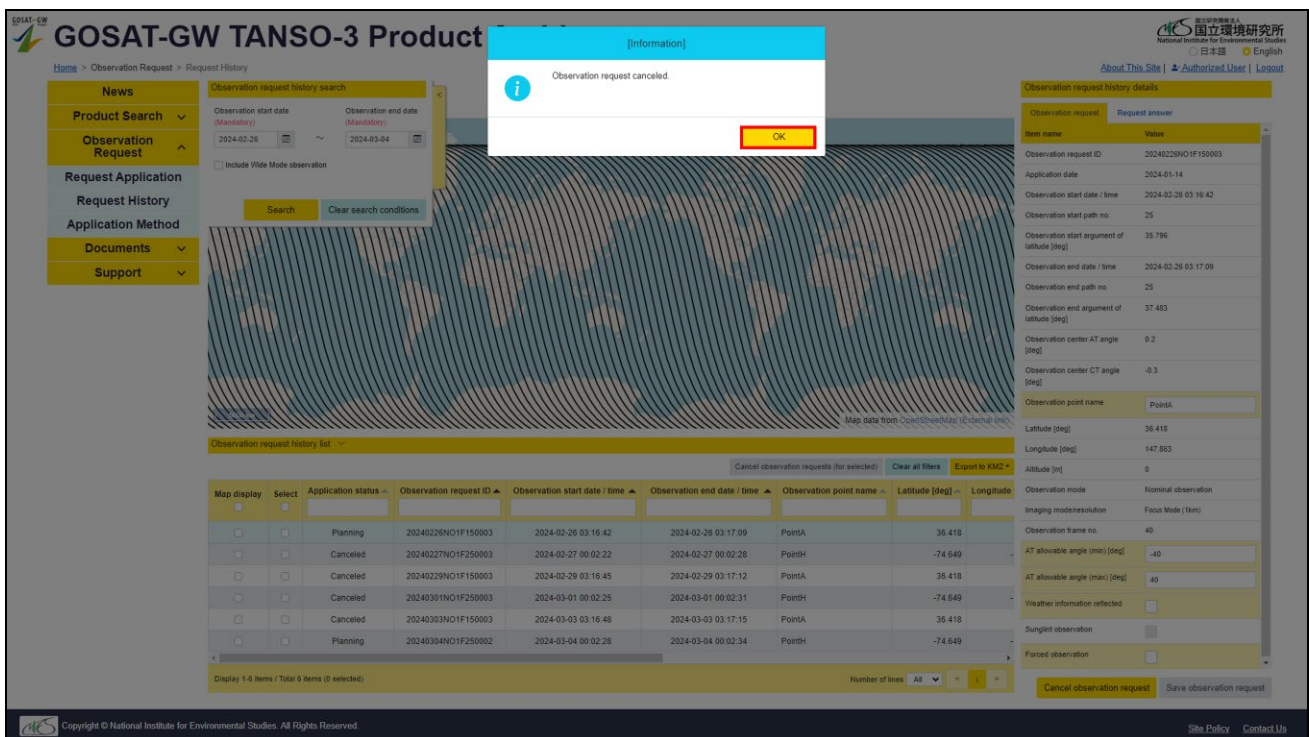 GOSAT-GW
GOSAT-GW TANSO-3 Product
国立研究開発法人
国立環境研究所
National Institute for Environmental Studies
日本語 English
Home > Observation Request > Request History
About This Site | Authorized User | Logout
[Information]
Observation request canceled.
OK
News
Product Search
Observation Request
Request Application
Request History
Application Method
Documents
Support
Observation request history search
<
Observation start date
(Mandatory)
Observation end date
(Mandatory)
2024-02-26 ~ 2024-03-04
Include Wide Mode observation
Search Clear search conditions
Map data from OpenStreetMap (External link)
Observation request history list
Cancel observation requests (for selected) Clear all filters Export to KMZ
Map display Select Application status Observation request ID Observation start date / time Observation end date / time Observation point name Latitude [deg] Longitude
Planning 20240226NO1F150003 2024-02-26 03:16:42 2024-02-26 03:17:09 PointA 36.418
Canceled 20240227NO1F250003 2024-02-27 00:02:22 2024-02-27 00:02:28 PointH -74.649 -
Canceled 20240229NO1F150003 2024-02-29 03:16:45 2024-02-29 03:17:12 PointA 36.418
Canceled 20240301NO1F250003 2024-03-01 00:02:25 2024-03-01 00:02:31 PointH -74.649 -
Canceled 20240303NO1F150003 2024-03-03 03:16:48 2024-03-03 03:17:15 PointA 36.418
Planning 20240304NO1F250002 2024-03-04 00:02:28 2024-03-04 00:02:34 PointH -74.649 -
Display 1-6 items / Total 6 items (0 selected)
Number of lines All < 1 >
Observation request history details
Observation request Request answer
Item name Value
Observation request ID 20240226NO1F150003
Application date 2024-01-14
Observation start date / time 2024-02-26 03:16:42
Observation start path no. 25
Observation start argument of latitude [deg] 35.796
Observation end date / time 2024-02-26 03:17:09
Observation end path no. 25
Observation end argument of latitude [deg] 37.483
Observation center AT angle [deg] 0.2
Observation center CT angle [deg] -0.3
Observation point name PointA
Latitude [deg] 36.418
Longitude [deg] 147.863
Altitude [m] 0
Observation mode Nominal observation
Imaging mode/resolution Focus Mode (1km)
Observation frame no. 40
AT allowable angle (min) [deg] -40
AT allowable angle (max) [deg] 40
Weather information reflected
Sunglint observation
Forced observation
Cancel observation request Save observation request
Copyright © National Institute for Environmental Studies. All Rights Reserved.
Site Policy Contact Us